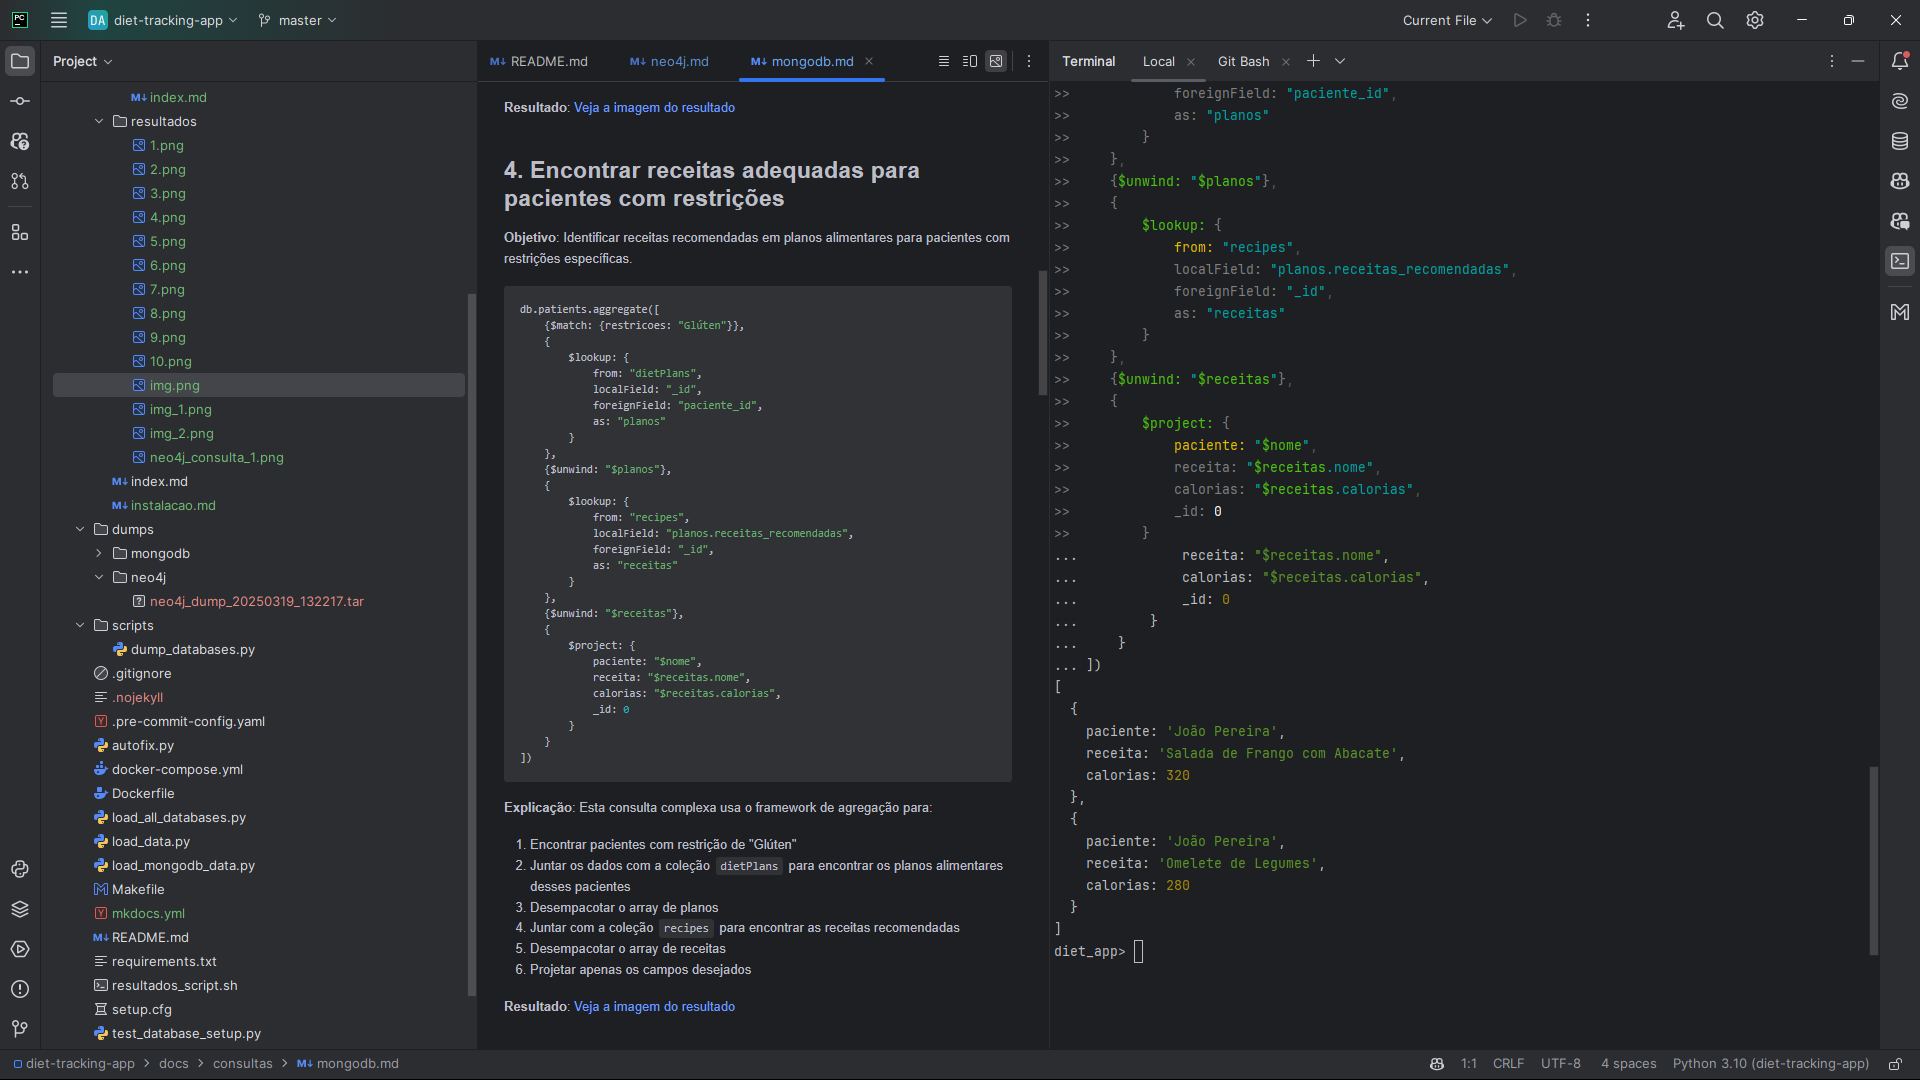 PC
DA diet-tracking-app master
Current File
Project
index.md
resultados
1.png
2.png
3.png
4.png
5.png
6.png
7.png
8.png
9.png
10.png
img.png
img_1.png
img_2.png
neo4j_consulta_1.png
index.md
instalacao.md
dumps
mongodb
neo4j
neo4j_dump_20250319_132217.tar
scripts
dump_databases.py
.gitignore
.nojekyll
.pre-commit-config.yaml
autofix.py
docker-compose.yml
Dockerfile
load_all_databases.py
load_data.py
load_mongodb_data.py
Makefile
mkdocs.yml
README.md
requirements.txt
resultados_script.sh
setup.cfg
test_database_setup.py
README.md neo4j.md mongodb.md
Resultado: Veja a imagem do resultado
4. Encontrar receitas adequadas para
pacientes com restrições
Objetivo: Identificar receitas recomendadas em planos alimentares para pacientes com
restrições específicas.
db.patients.aggregate([
{$match: {restricoes: "Glúten"}},
{
$lookup: {
from: "dietPlans",
localField: "_id",
foreignField: "paciente_id",
as: "planos"
}
},
{$unwind: "$planos"},
{
$lookup: {
from: "recipes",
localField: "planos.receitas_recomendadas",
foreignField: "_id",
as: "receitas"
}
},
{$unwind: "$receitas"},
{
$project: {
paciente: "$nome",
receita: "$receitas.nome",
calorias: "$receitas.calorias",
_id: 0
}
}
])
Explicação: Esta consulta complexa usa o framework de agregação para:
1. Encontrar pacientes com restrição de "Glúten"
2. Juntar os dados com a coleção dietPlans para encontrar os planos alimentares
desses pacientes
3. Desempacotar o array de planos
4. Juntar com a coleção recipes para encontrar as receitas recomendadas
5. Desempacotar o array de receitas
6. Projetar apenas os campos desejados
Resultado: Veja a imagem do resultado
Terminal Local Git Bash
>> foreignField: "paciente_id",
>> as: "planos"
>> }
>> },
>> {$unwind: "$planos"},
>> {
>> $lookup: {
>> from: "recipes",
>> localField: "planos.receitas_recomendadas",
>> foreignField: "_id",
>> as: "receitas"
>> }
>> },
>> {$unwind: "$receitas"},
>> {
>> $project: {
>> paciente: "$nome",
>> receita: "$receitas.nome",
>> calorias: "$receitas.calorias",
>> _id: 0
>> }
... receita: "$receitas.nome",
... calorias: "$receitas.calorias",
... _id: 0
... }
... }
... ])
[
{
paciente: 'João Pereira',
receita: 'Salada de Frango com Abacate',
calorias: 320
},
{
paciente: 'João Pereira',
receita: 'Omelete de Legumes',
calorias: 280
}
]
diet_app>
diet-tracking-app > docs > consultas > mongodb.md
1:1 CRLF UTF-8 4 spaces Python 3.10 (diet-tracking-app)